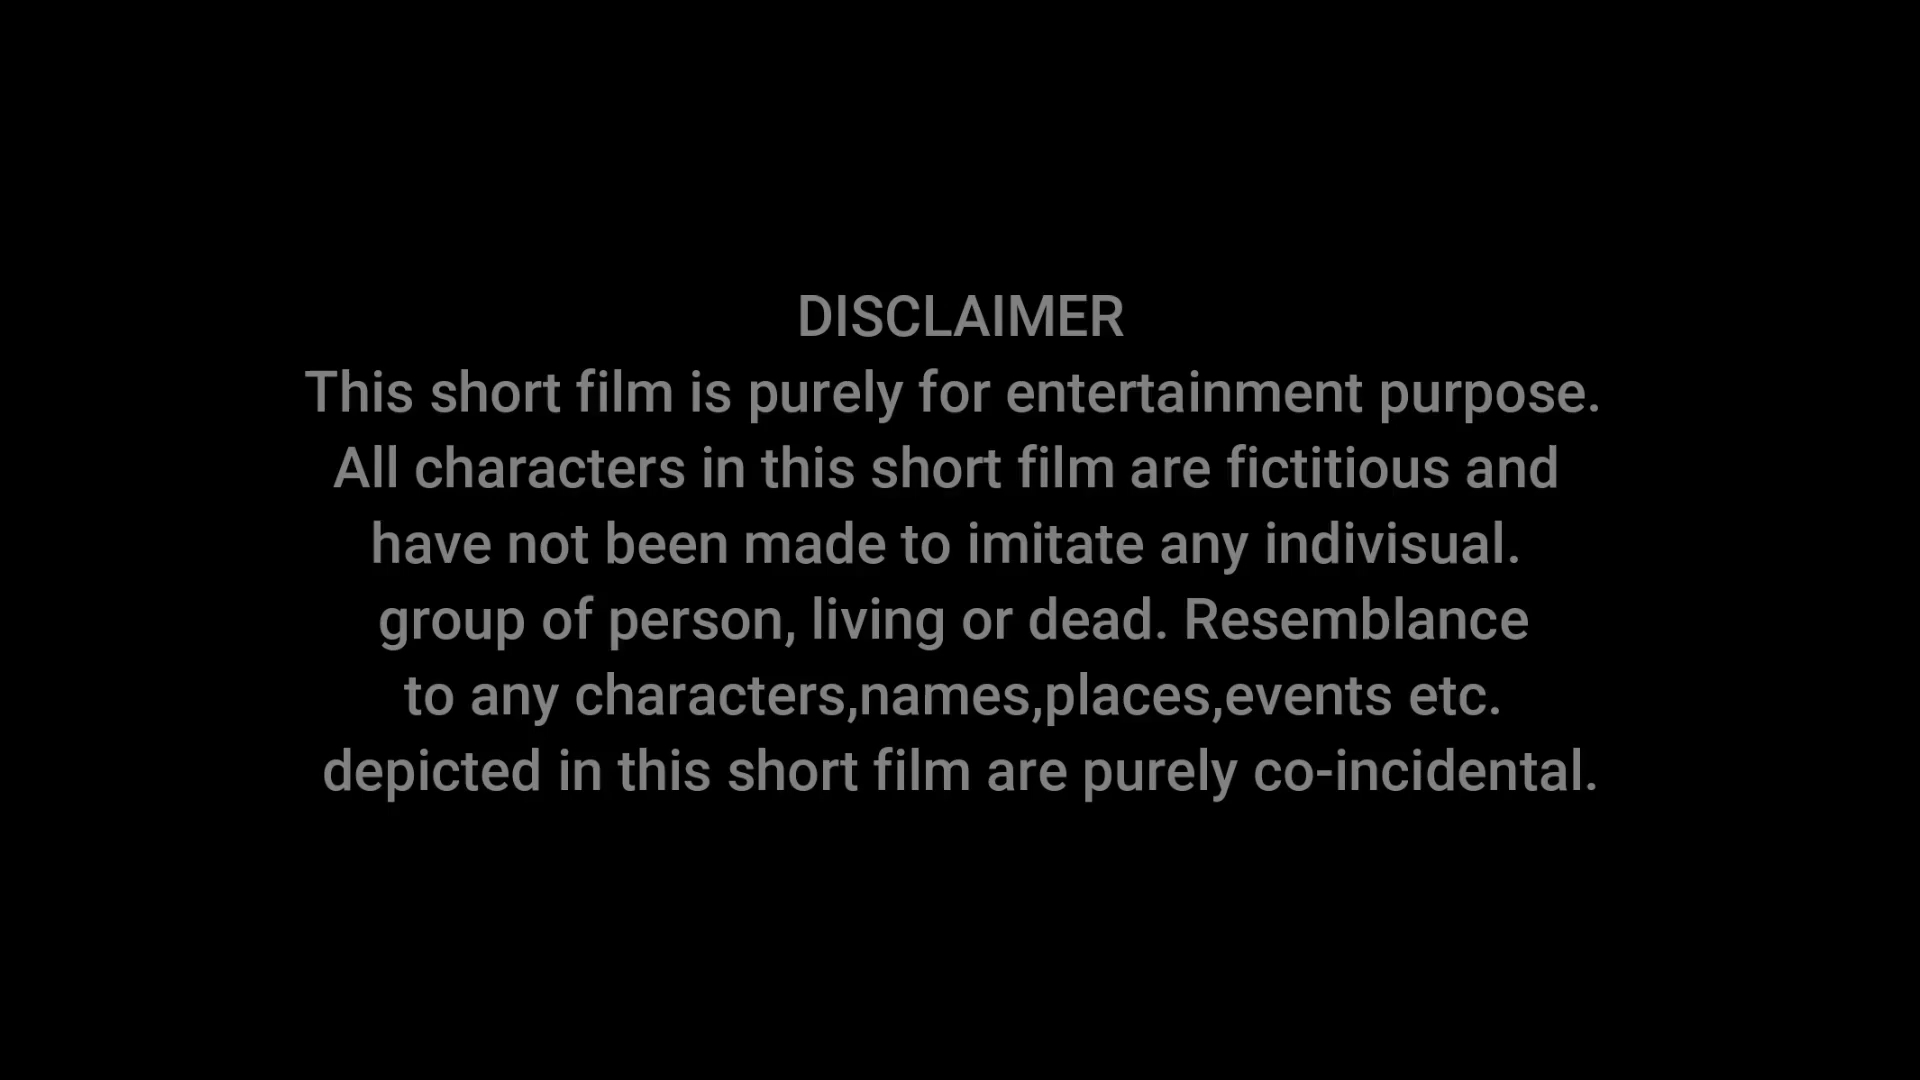 DISCLAIMER
This short film is purely for entertainment purpose.
All characters in this short film are fictitious and
have not been made to imitate any indivisual.
group of person, living or dead. Resemblance
to any characters,names,places,events etc.
depicted in this short film are purely co-incidental.